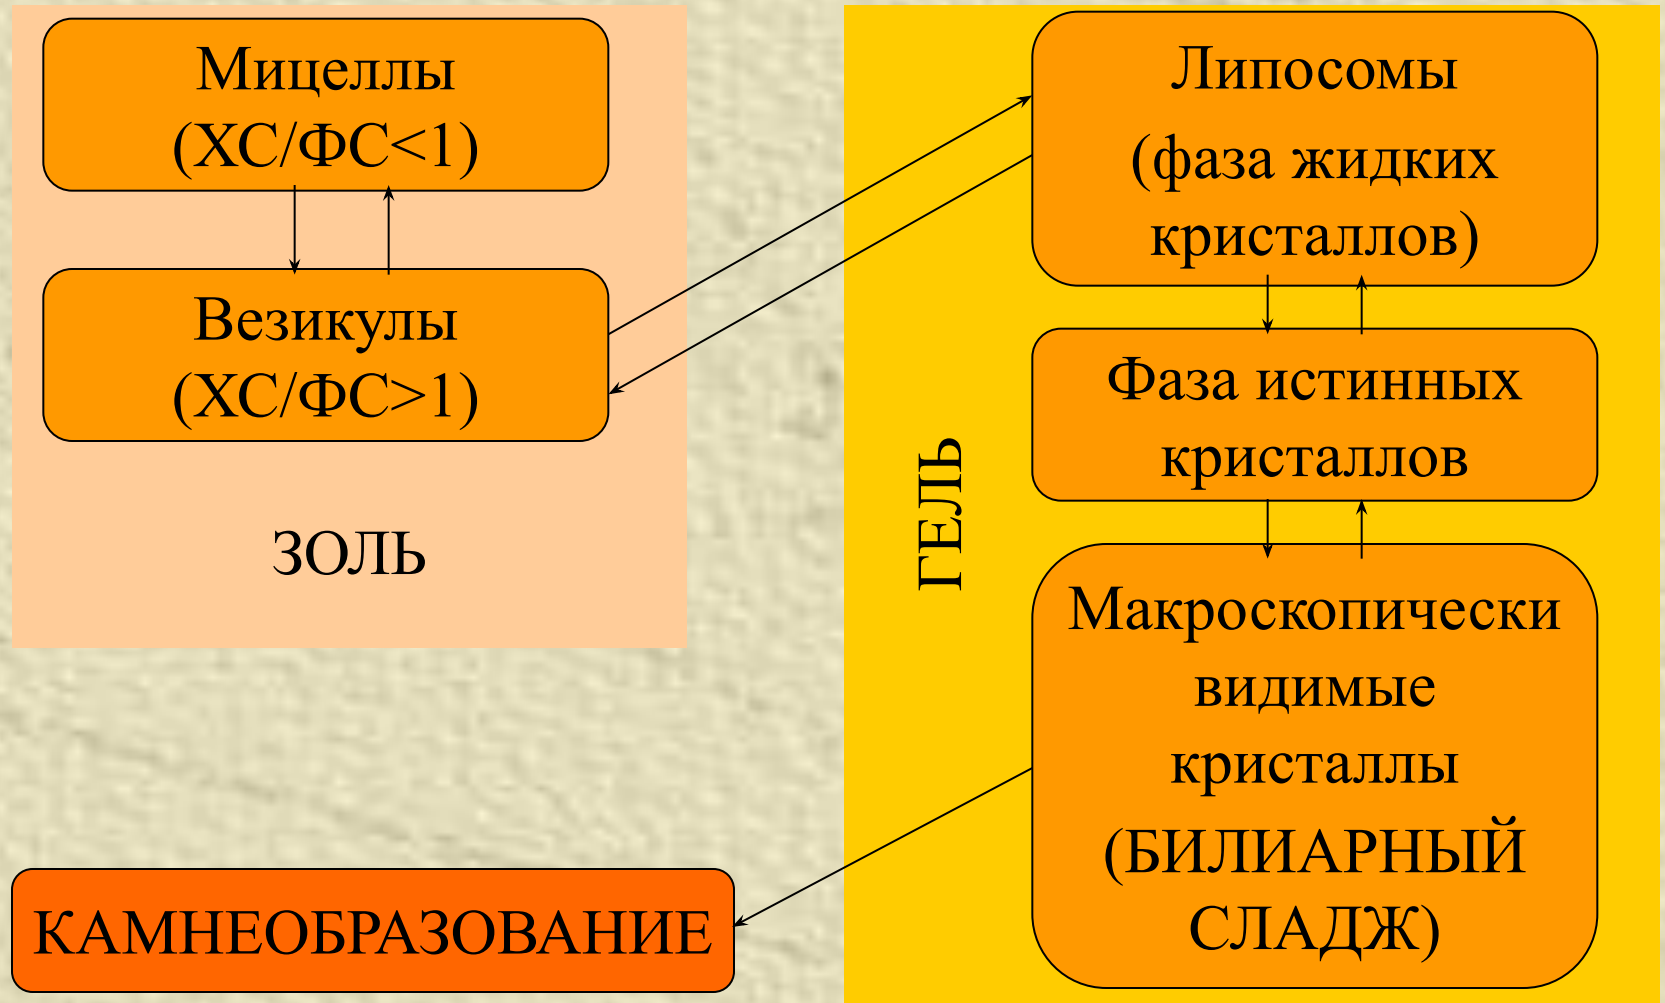 Мицеллы
(ХС/ФС<1)
Везикулы
(ХС/ФС>1)
ЗОЛЬ
ГЕЛЬ
Липосомы
(фаза жидких
кристаллов)
Фаза истинных
кристаллов
Макроскопически
видимые
кристаллы
(БИЛИАРНЫЙ
СЛАДЖ)
КАМНЕОБРАЗОВАНИЕ